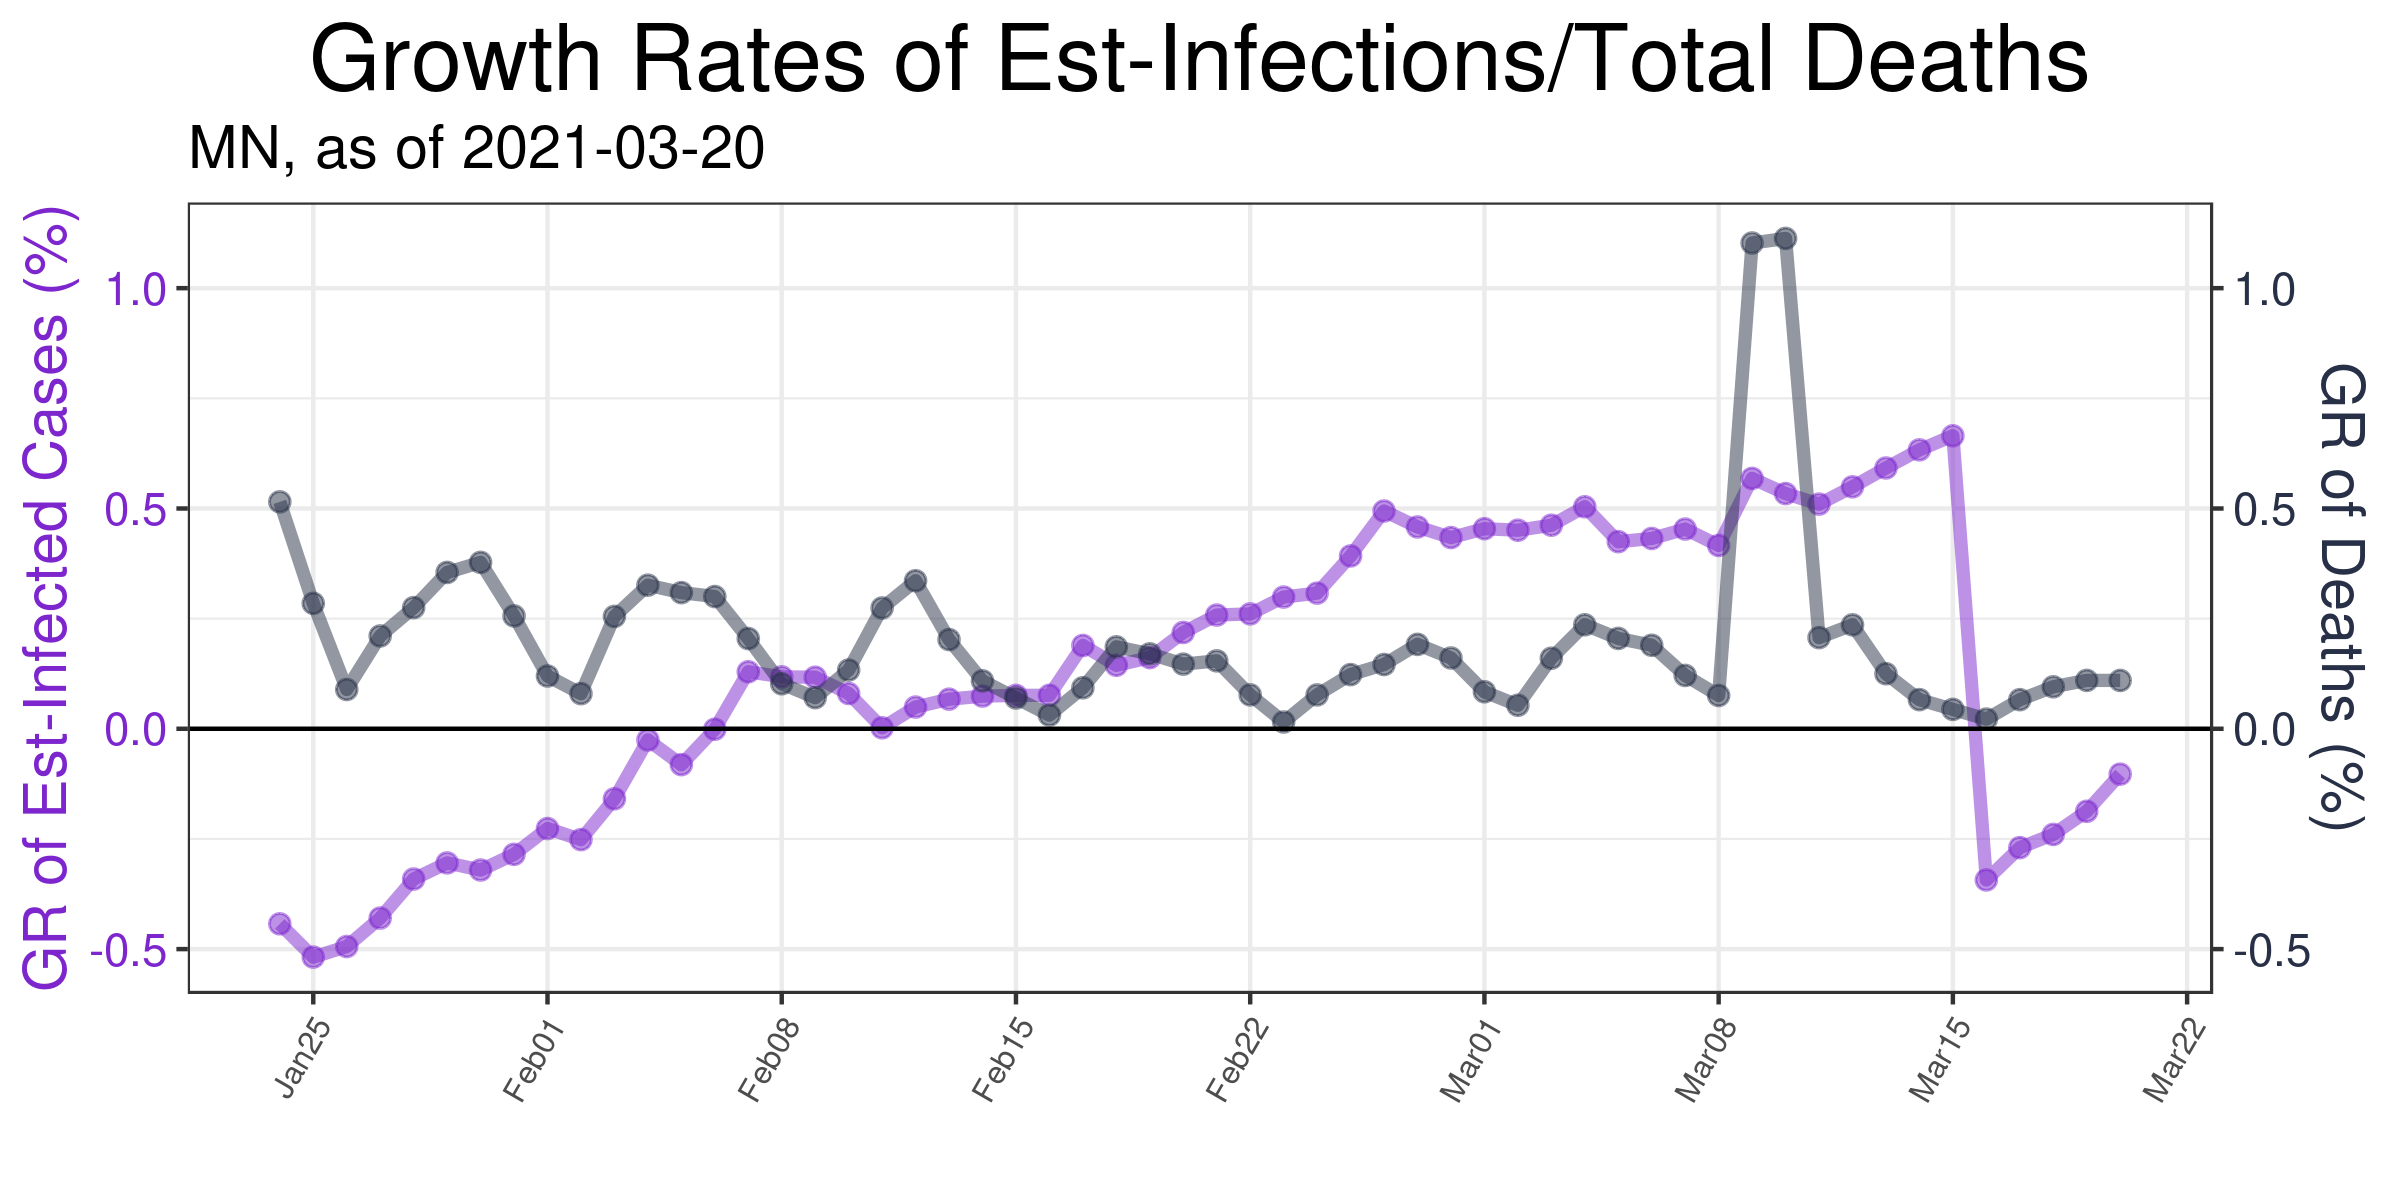 Growth Rates of Est-Infections/Total Deaths
MN, as of 2021-03-20
GR of Est-Infected Cases (%)
1.0
0.5
0.0
-0.5
1.0
0.5
0.0
-0.5
GR of Deaths (%)
Jan25
Feb01
Feb08
Feb15
Feb22
Mar01
Mar08
Mar15
Mar22